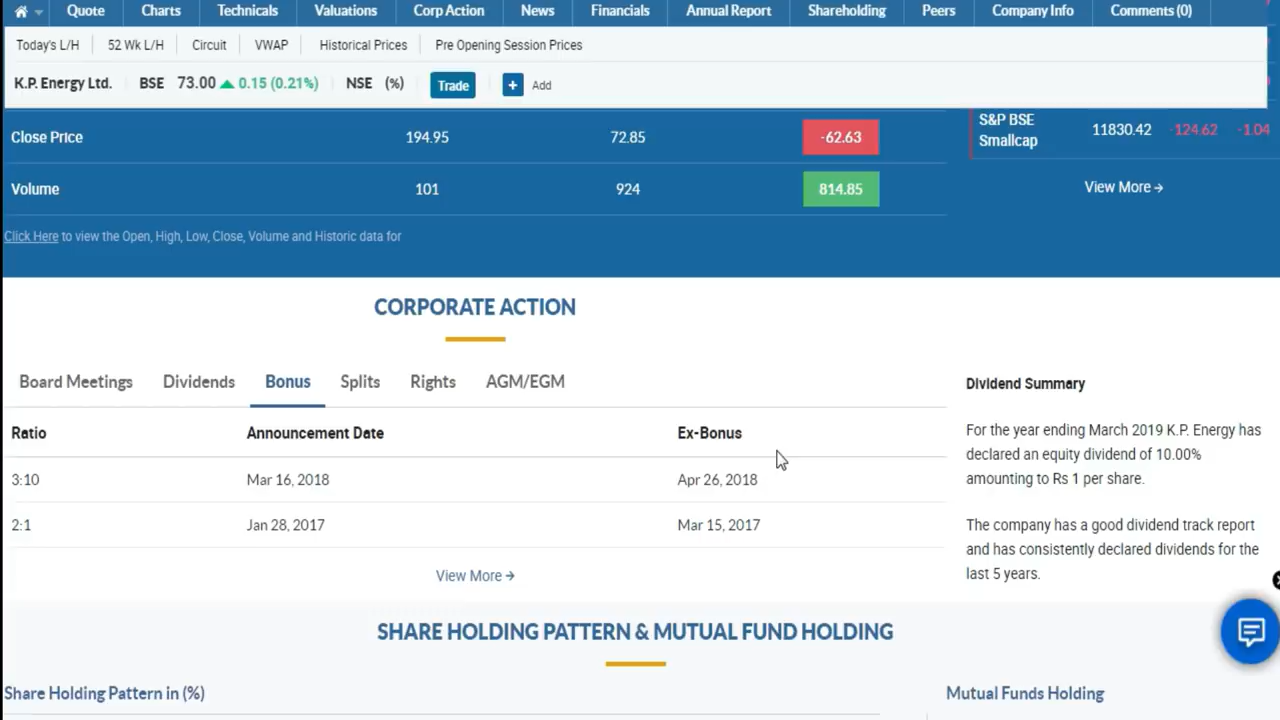 Quote Charts Technicals Valuations Corp Action News Financials Annual Report Shareholding Peers Company Info Comments (0)
Today's L/H 52 Wk L/H Circuit VWAP Historical Prices Pre Opening Session Prices
K.P. Energy Ltd. BSE 73.00 0.15 (0.21%) NSE (%) Trade + Add
Close Price 194.95 72.85 -62.63
Volume 101 924 814.85
Click Here to view the Open, High, Low, Close, Volume and Historic data for
S&P BSE
Smallcap 11830.42 -124.62 -1.04
View More →
CORPORATE ACTION
Board Meetings Dividends Bonus Splits Rights AGM/EGM
Ratio Announcement Date Ex-Bonus
3:10 Mar 16, 2018 Apr 26, 2018
2:1 Jan 28, 2017 Mar 15, 2017
View More →
Dividend Summary
For the year ending March 2019 K.P. Energy has
declared an equity dividend of 10.00%
amounting to Rs 1 per share.
The company has a good dividend track report
and has consistently declared dividends for the
last 5 years.
SHARE HOLDING PATTERN & MUTUAL FUND HOLDING
Share Holding Pattern in (%) Mutual Funds Holding